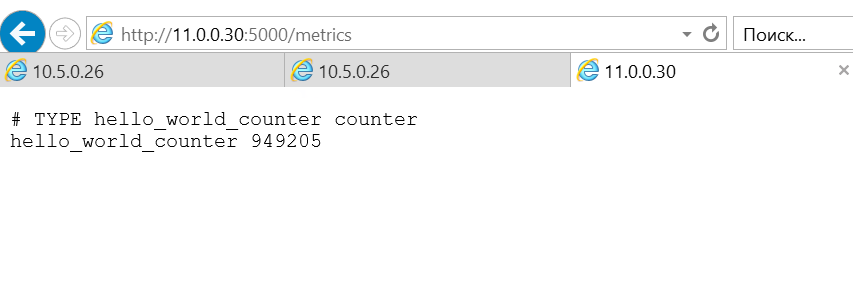 http://11.0.0.30:5000/metrics
Поиск...
10.5.0.26
10.5.0.26
11.0.0.30
# TYPE hello_world_counter counter
hello_world_counter 949205